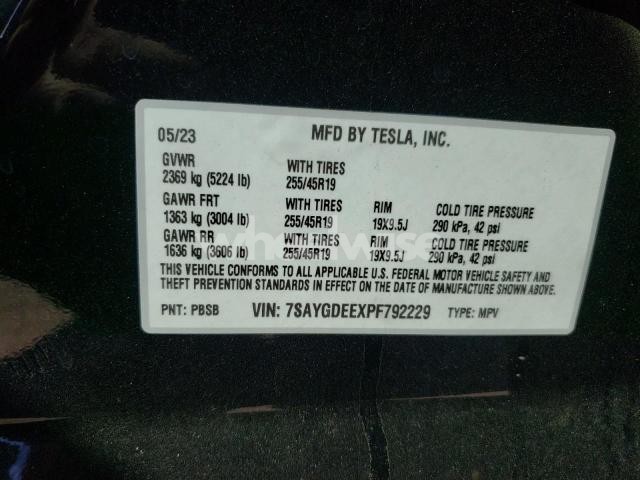 05/23 MFD BY TESLA, INC.
GVWR WITH TIRES
2369 kg (5224 lb) 255/45R19
GAWR FRT WITH TIRES RIM COLD TIRE PRESSURE
1363 kg (3004 lb) 255/45R19 19X9.5J 290 kPa, 42 psi
GAWR RR WITH TIRES RIM COLD TIRE PRESSURE
1636 kg (3606 lb) 255/45R19 19X9.5J 290 kPa, 42 psi
THIS VEHICLE CONFORMS TO ALL APPLICABLE U.S. FEDERAL MOTOR VEHICLE SAFETY AND
THEFT PREVENTION STANDARDS IN EFFECT ON THE DATE OF MANUFACTURE SHOWN ABOVE.
PNT: PBSB VIN: 7SAYGDEEXPF792229 TYPE: MPV